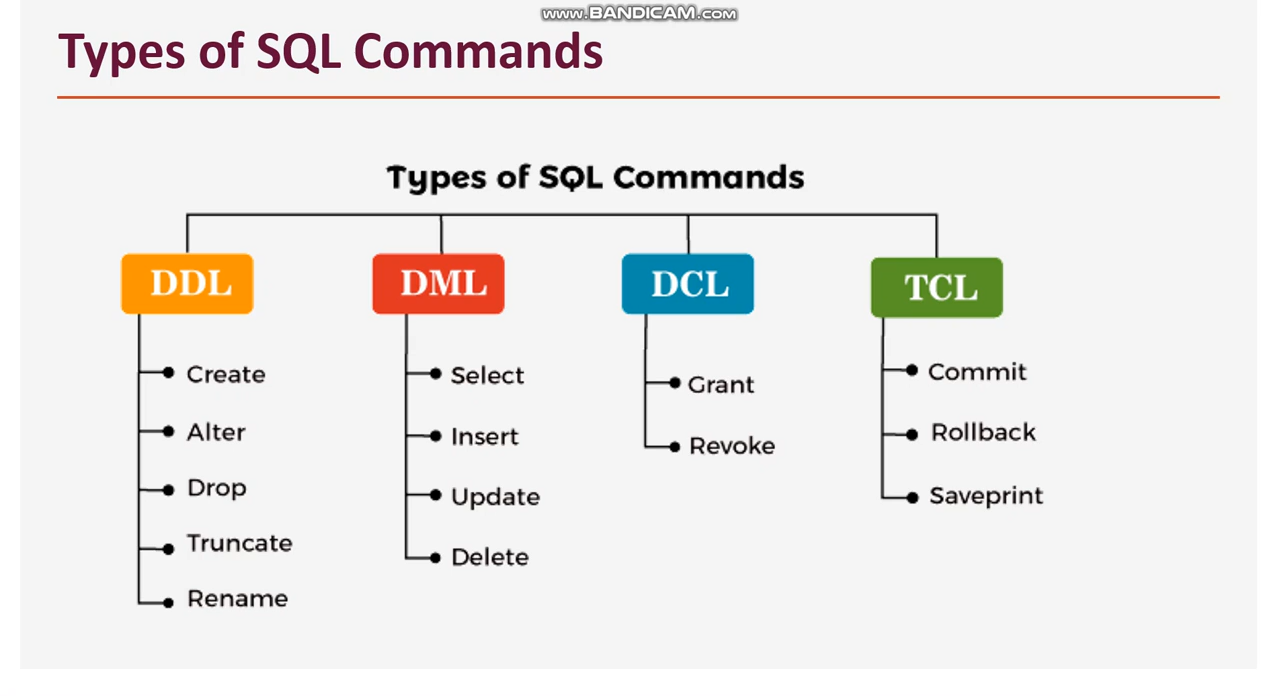 www.BANDICAM.com
Types of SQL Commands
Types of SQL Commands
DDL
Create
Alter
Drop
Truncate
Rename
DML
Select
Insert
Update
Delete
DCL
Grant
Revoke
TCL
Commit
Rollback
Saveprint